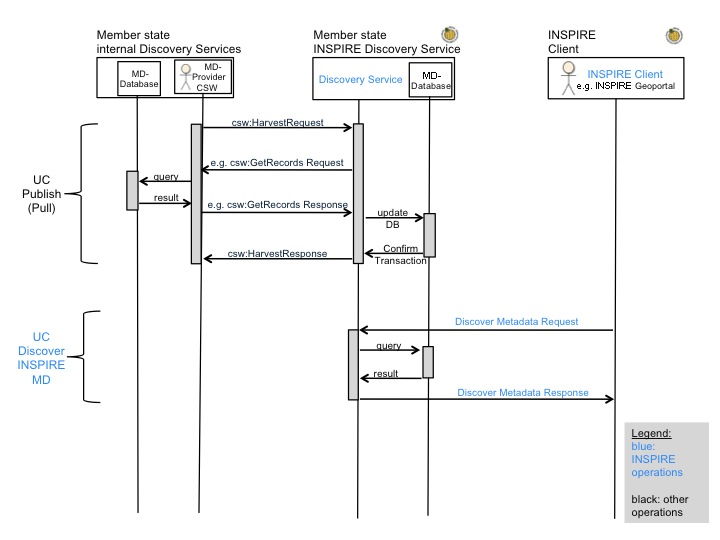 Member state
internal Discovery Services
Member state
INSPIRE Discovery Service
INSPIRE
Client
MD-
Database
MD-
Provider
CSW
Discovery Service
MD-
Database
INSPIRE Client
e.g. INSPIRE Geoportal
csw:HarvestRequest
e.g. csw:GetRecords Request
query
UC
Publish
(Pull)
result
e.g. csw:GetRecords Response
update
DB
csw:HarvestResponse
Confirm
Transaction
Discover Metadata Request
UC
Discover
INSPIRE
MD
query
result
Discover Metadata Response
Legend:
blue:
INSPIRE
operations
black: other
operations